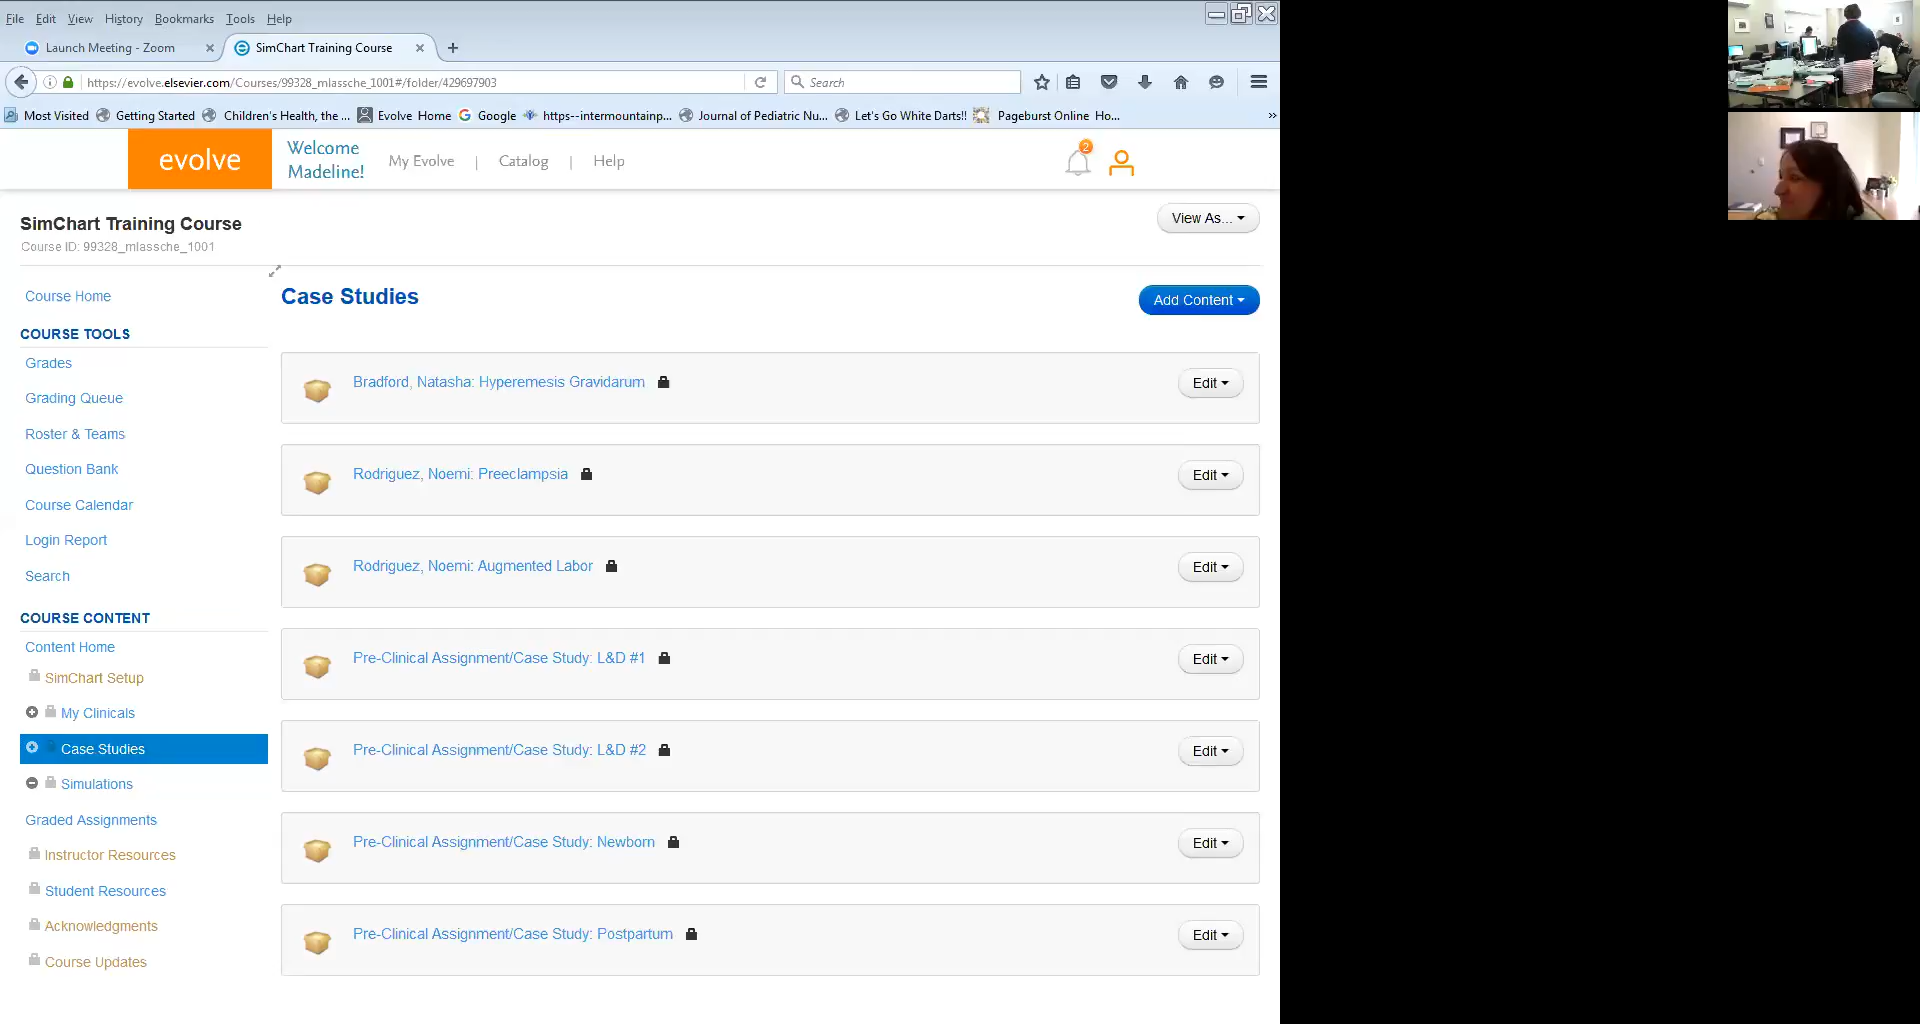 File Edit View History Bookmarks Tools Help
Launch Meeting - Zoom × SimChart Training Course × +
https://evolve.elsevier.com/Courses/99328_mlassche_1001#/folder/429697903 Search
Most Visited Getting Started Children's Health, the ... Evolve Home Google https--intermountainp... Journal of Pediatric Nu... Let's Go White Darts!! Pageburst Online Ho... »
evolve
Welcome
Madeline!
My Evolve | Catalog | Help
2
SimChart Training Course
Course ID: 99328_mlassche_1001
View As...
Course Home
COURSE TOOLS
Grades
Grading Queue
Roster & Teams
Question Bank
Course Calendar
Login Report
Search
COURSE CONTENT
Content Home
SimChart Setup
My Clinicals
Case Studies
Simulations
Graded Assignments
Instructor Resources
Student Resources
Acknowledgments
Course Updates
Case Studies
Add Content
Bradford, Natasha: Hyperemesis Gravidarum Edit
Rodriguez, Noemi: Preeclampsia Edit
Rodriguez, Noemi: Augmented Labor Edit
Pre-Clinical Assignment/Case Study: L&D #1 Edit
Pre-Clinical Assignment/Case Study: L&D #2 Edit
Pre-Clinical Assignment/Case Study: Newborn Edit
Pre-Clinical Assignment/Case Study: Postpartum Edit